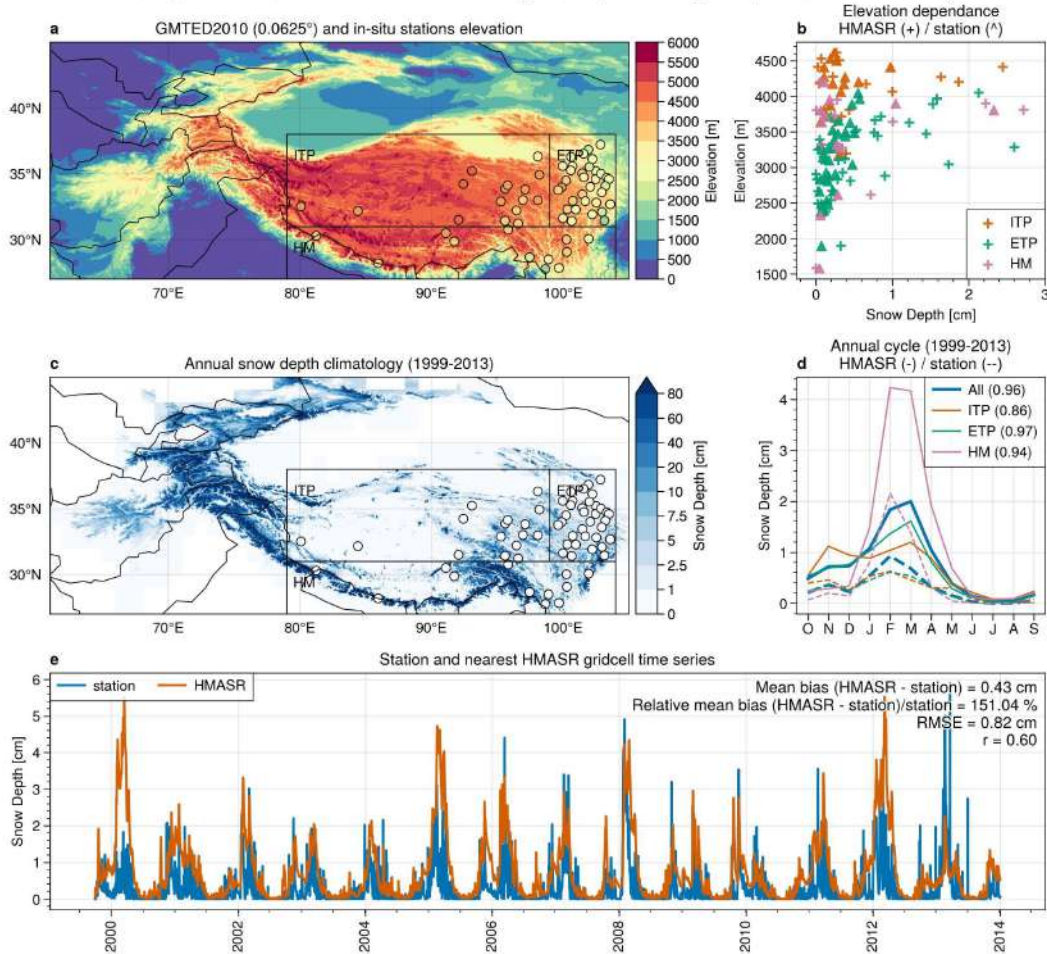 a GMTED2010 (0.0625°) and in-situ stations elevation
40°N
35°N
30°N
70°E
80°E
90°E
100°E
ITP
ETP
HM
6000
5500
5000
4500
4000
3500
3000
2500
2000
1500
1000
500
0
Elevation [m]
b Elevation dependance
HMASR (+) / station (^)
4500
4000
3500
3000
2500
2000
1500
Elevation [m]
0
1
2
3
Snow Depth [cm]
ITP
ETP
HM
c Annual snow depth climatology (1999-2013)
40°N
35°N
30°N
70°E
80°E
90°E
100°E
ITP
ETP
HM
80
60
40
20
10
7.5
5
2
1
0
Snow Depth [cm]
d Annual cycle (1999-2013)
HMASR (-) / station (--)
All (0.96)
ITP (0.86)
ETP (0.97)
HM (0.94)
4
3
2
1
0
Snow Depth [cm]
O N D J F M A M J J A S
e Station and nearest HMASR gridcell time series
station HMASR
Mean bias (HMASR - station) = 0.43 cm
Relative mean bias (HMASR - station)/station = 151.04 %
RMSE = 0.82 cm
r = 0.60
6
5
4
3
2
1
0
Snow Depth [cm]
2000
2002
2004
2006
2008
2010
2012
2014